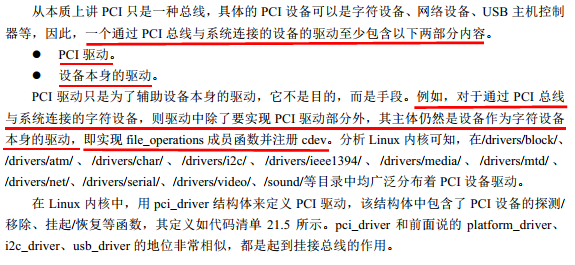 从本质上讲 PCI 只是一种总线，具体的 PCI 设备可以是字符设备、网络设备、USB 主机控制
器等，因此，一个通过 PCI 总线与系统连接的设备的驱动至少包含以下两部分内容。
● PCI 驱动。
● 设备本身的驱动。
PCI 驱动只是为了辅助设备本身的驱动，它不是目的，而是手段。例如，对于通过 PCI 总线
与系统连接的字符设备，则驱动中除了要实现 PCI 驱动部分外，其主体仍然是设备作为字符设备
本身的驱动，即实现 file_operations 成员函数并注册 cdev。分析 Linux 内核可知，在/drivers/block/、
/drivers/atm/ 、 /drivers/char/ 、 /drivers/i2c/ 、 /drivers/ieee1394/ 、 /drivers/media/ 、 /drivers/mtd/ 、
/drivers/net/、/drivers/serial/、/drivers/video/、/sound/等目录中均广泛分布着 PCI 设备驱动。
在 Linux 内核中，用 pci_driver 结构体来定义 PCI 驱动，该结构体中包含了 PCI 设备的探测/
移除、挂起/恢复等函数，其定义如代码清单 21.5 所示。pci_driver 和前面说的 platform_driver、
i2c_driver、usb_driver 的地位非常相似，都是起到挂接总线的作用。